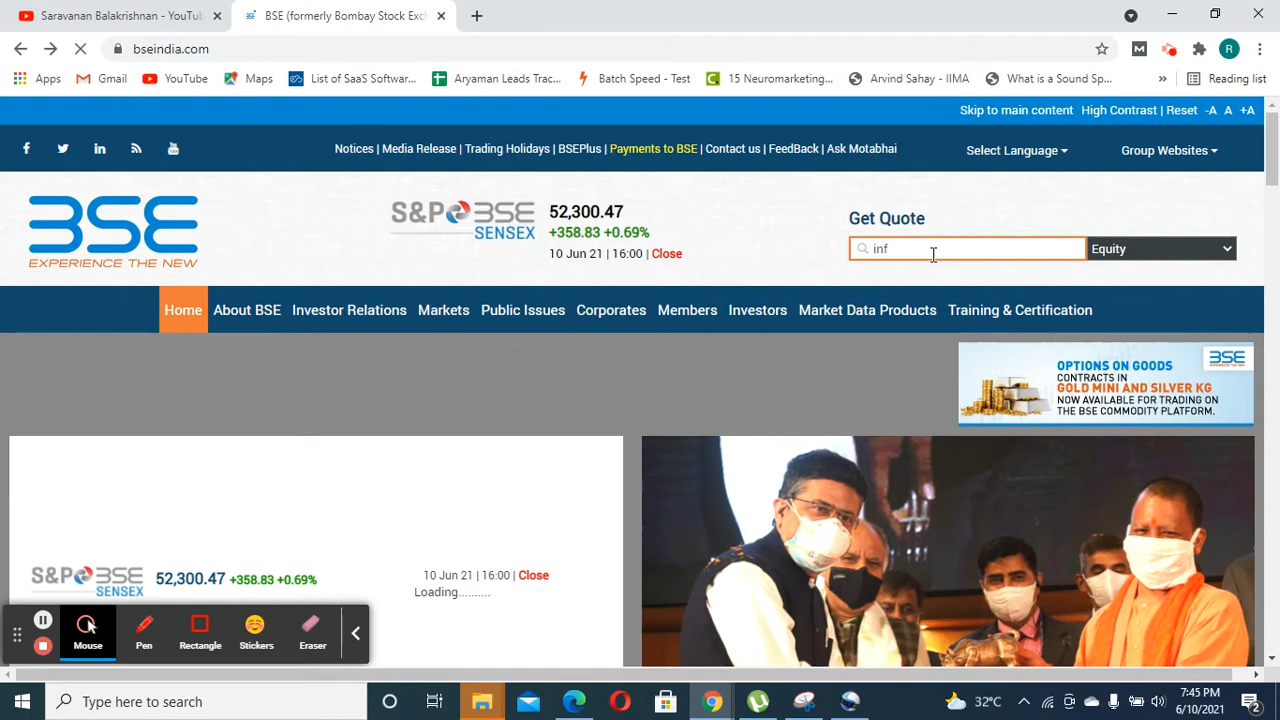 Saravanan Balakrishnan - YouTub
BSE (formerly Bombay Stock Exch
bseindia.com
R
Apps
Gmail
YouTube
Maps
List of SaaS Softwar...
Aryaman Leads Trac...
Batch Speed - Test
15 Neuromarketing...
Arvind Sahay - IIMA
What is a Sound Sp...
»
Reading list
Skip to main content
High Contrast | Reset
-A A +A
Notices | Media Release | Trading Holidays | BSEPlus | Payments to BSE | Contact us | FeedBack | Ask Motabhai
Select Language
Group Websites
BSE
EXPERIENCE THE NEW
S&P BSE
SENSEX
52,300.47
+358.83 +0.69%
10 Jun 21 | 16:00 | Close
Get Quote
inf
Equity
Home
About BSE
Investor Relations
Markets
Public Issues
Corporates
Members
Investors
Market Data Products
Training & Certification
BSE
EXPERIENCE THE NEW
OPTIONS ON GOODS
CONTRACTS IN
GOLD MINI AND SILVER KG
NOW AVAILABLE FOR TRADING ON
THE BSE COMMODITY PLATFORM.
S&P BSE
SENSEX
52,300.47 +358.83 +0.69%
10 Jun 21 | 16:00 | Close
Loading..........
Mouse
Pen
Rectangle
Stickers
Eraser
Type here to search
32°C
7:45 PM
6/10/2021
2